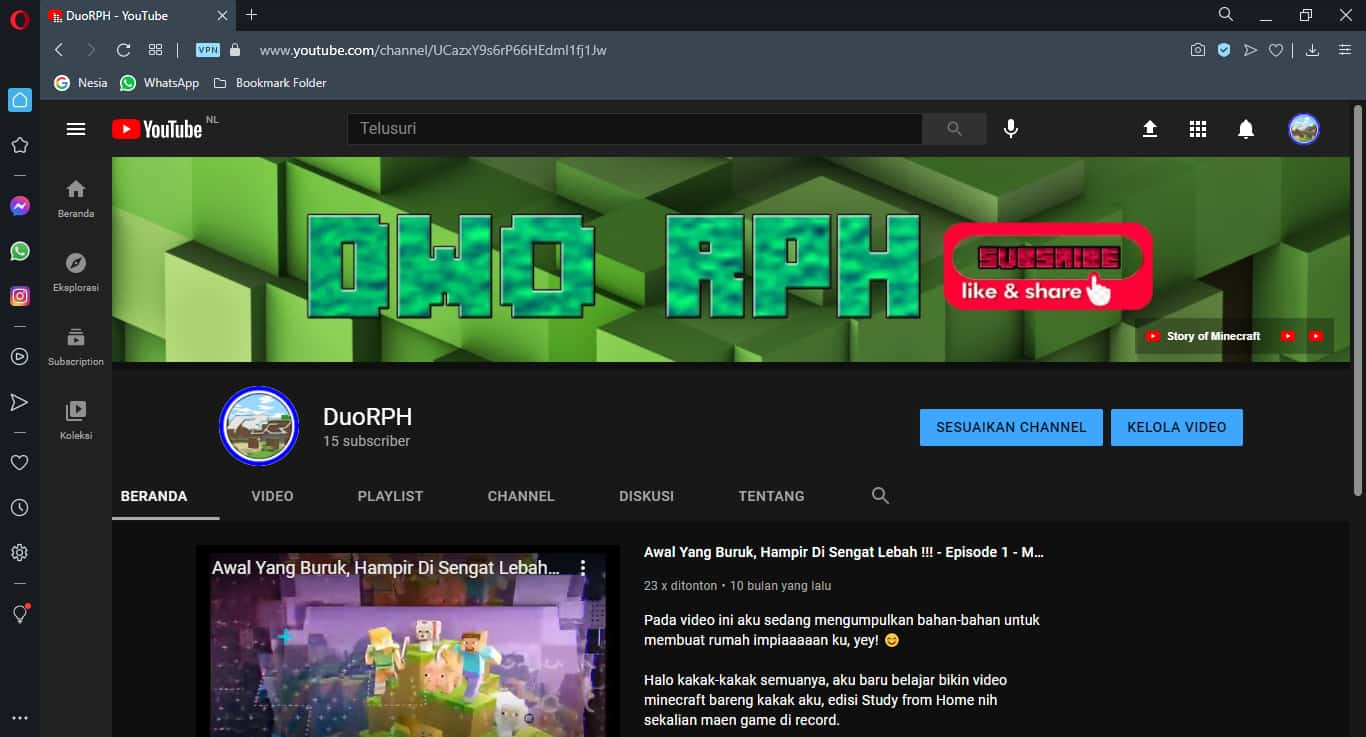 DuoRPH - YouTube
VPN www.youtube.com/channel/UCazxY9s6rP66HEdmI1fj1Jw
Nesia WhatsApp Bookmark Folder
YouTube NL
Telusuri
Beranda
Eksplorasi
Subscription
Koleksi
DWO RPH
SUBSRIBE
like & share
Story of Minecraft
DuoRPH
15 subscriber
SESUAIKAN CHANNEL KELOLA VIDEO
BERANDA VIDEO PLAYLIST CHANNEL DISKUSI TENTANG
Awal Yang Buruk, Hampir Di Sengat Lebah...
Awal Yang Buruk, Hampir Di Sengat Lebah !!! - Episode 1 - M...
23 x ditonton • 10 bulan yang lalu
Pada video ini aku sedang mengumpulkan bahan-bahan untuk
membuat rumah impiaaaaan ku, yey! 😊
Halo kakak-kakak semuanya, aku baru belajar bikin video
minecraft bareng kakak aku, edisi Study from Home nih
sekalian maen game di record.